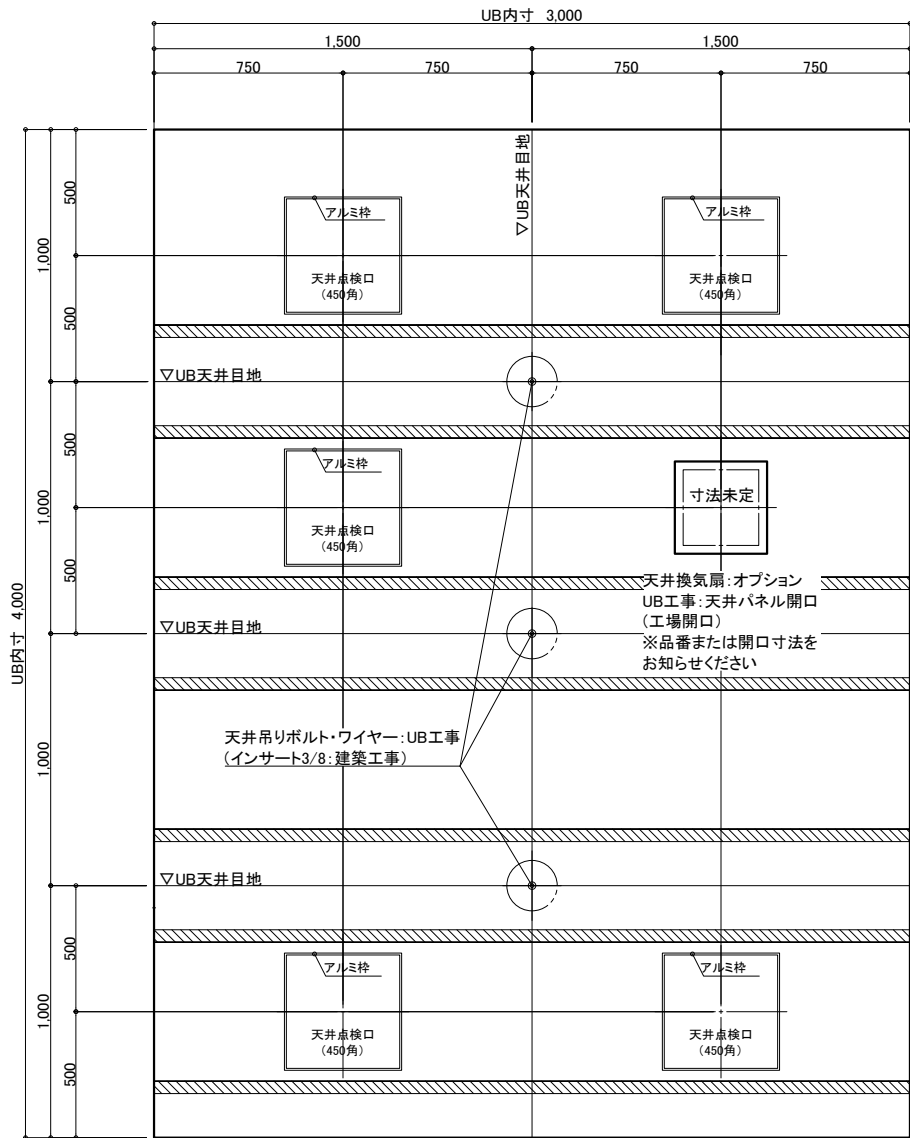 UB内寸 3,000
1,500
1,500
750
750
750
750
▽UB天井目地
500
1,000
500
アルミ枠
天井点検口
(450角)
アルミ枠
天井点検口
(450角)
▽UB天井目地
UB内寸 4,000
500
1,000
500
アルミ枠
天井点検口
(450角)
寸法未定
天井換気扇:オプション
UB工事:天井パネル開口
(工場開口)
※品番または開口寸法を
お知らせください
▽UB天井目地
1,000
天井吊りボルト・ワイヤー:UB工事
(インサート3/8:建築工事)
▽UB天井目地
500
1,000
500
アルミ枠
天井点検口
(450角)
アルミ枠
天井点検口
(450角)